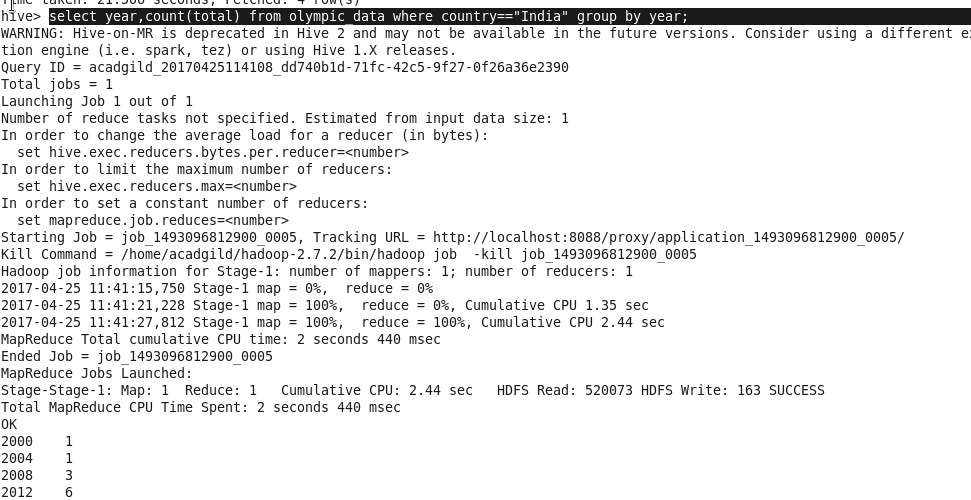 Time taken: 21.506 seconds, Fetched: 4 row(s)
hive> select year,count(total) from olympic_data where country=="India" group by year;
WARNING: Hive-on-MR is deprecated in Hive 2 and may not be available in the future versions. Consider using a different ex
tion engine (i.e. spark, tez) or using Hive 1.X releases.
Query ID = acadgild_20170425114108_dd740b1d-71fc-42c5-9f27-0f26a36e2390
Total jobs = 1
Launching Job 1 out of 1
Number of reduce tasks not specified. Estimated from input data size: 1
In order to change the average load for a reducer (in bytes):
  set hive.exec.reducers.bytes.per.reducer=<number>
In order to limit the maximum number of reducers:
  set hive.exec.reducers.max=<number>
In order to set a constant number of reducers:
  set mapreduce.job.reduces=<number>
Starting Job = job_1493096812900_0005, Tracking URL = http://localhost:8088/proxy/application_1493096812900_0005/
Kill Command = /home/acadgild/hadoop-2.7.2/bin/hadoop job  -kill job_1493096812900_0005
Hadoop job information for Stage-1: number of mappers: 1; number of reducers: 1
2017-04-25 11:41:15,750 Stage-1 map = 0%,  reduce = 0%
2017-04-25 11:41:21,228 Stage-1 map = 100%,  reduce = 0%, Cumulative CPU 1.35 sec
2017-04-25 11:41:27,812 Stage-1 map = 100%,  reduce = 100%, Cumulative CPU 2.44 sec
MapReduce Total cumulative CPU time: 2 seconds 440 msec
Ended Job = job_1493096812900_0005
MapReduce Jobs Launched:
Stage-Stage-1: Map: 1  Reduce: 1   Cumulative CPU: 2.44 sec   HDFS Read: 520073 HDFS Write: 163 SUCCESS
Total MapReduce CPU Time Spent: 2 seconds 440 msec
OK
2000    1
2004    1
2008    3
2012    6